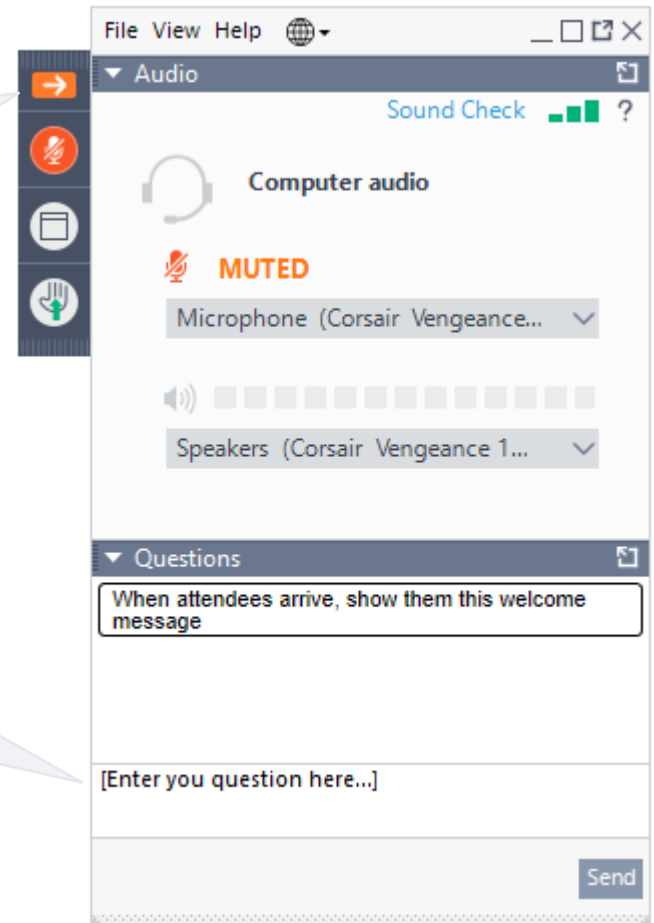 File View Help
Audio
Sound Check ?
Computer audio
MUTED
Microphone (Corsair Vengeance...
Speakers (Corsair Vengeance 1...
Questions
When attendees arrive, show them this welcome
message
[Enter you question here...]
Send